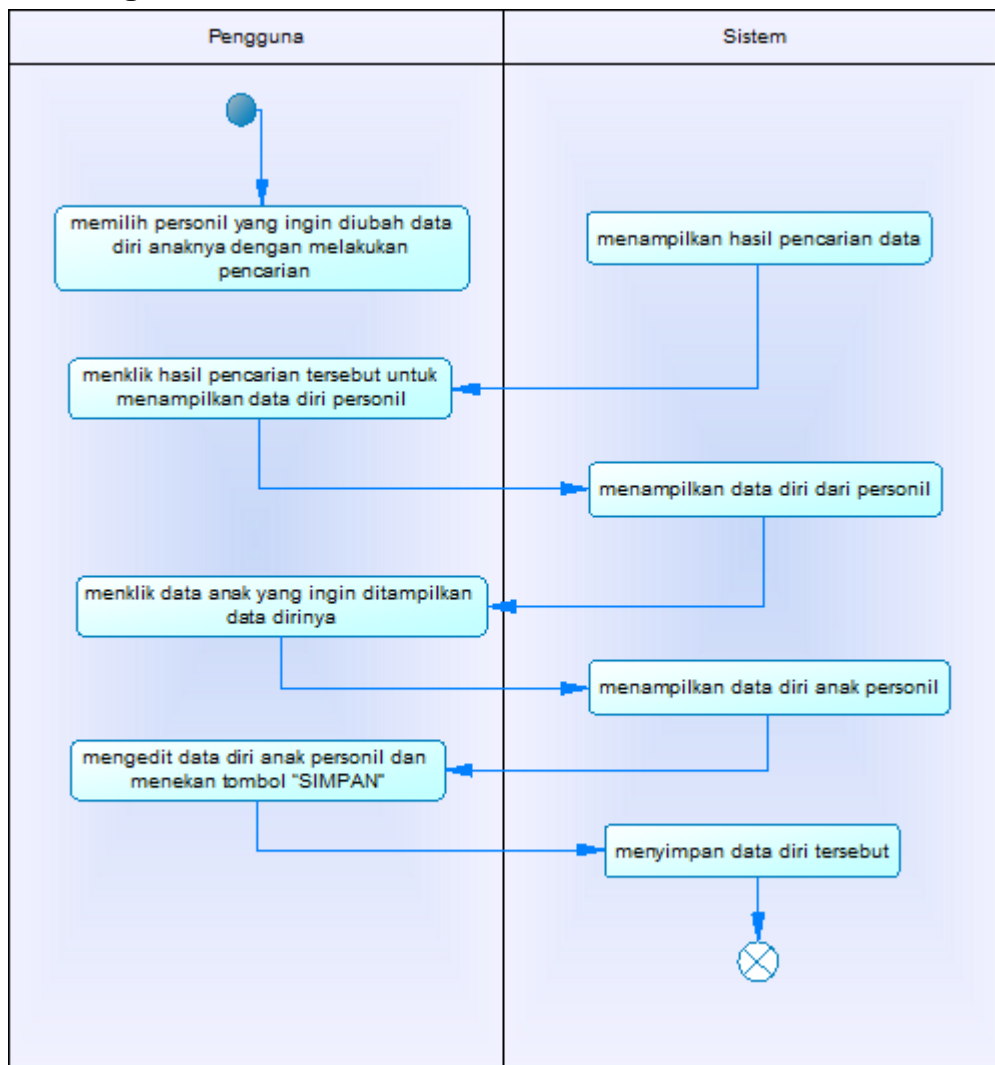 Pengguna
Sistem
memilih personil yang ingin diubah data
diri anaknya dengan melakukan
pencarian
menampilkan hasil pencarian data
menklik hasil pencarian tersebut untuk
menampilkan data diri personil
menampilkan data diri dari personil
menklik data anak yang ingin ditampilkan
data dirinya
menampilkan data diri anak personil
mengedit data diri anak personil dan
menekan tombol "SIMPAN"
menyimpan data diri tersebut